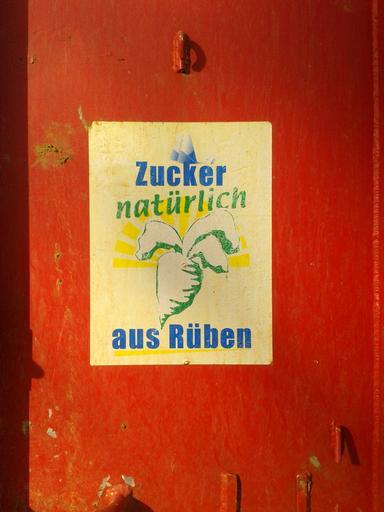 Zucker
natürlich
aus Rüben